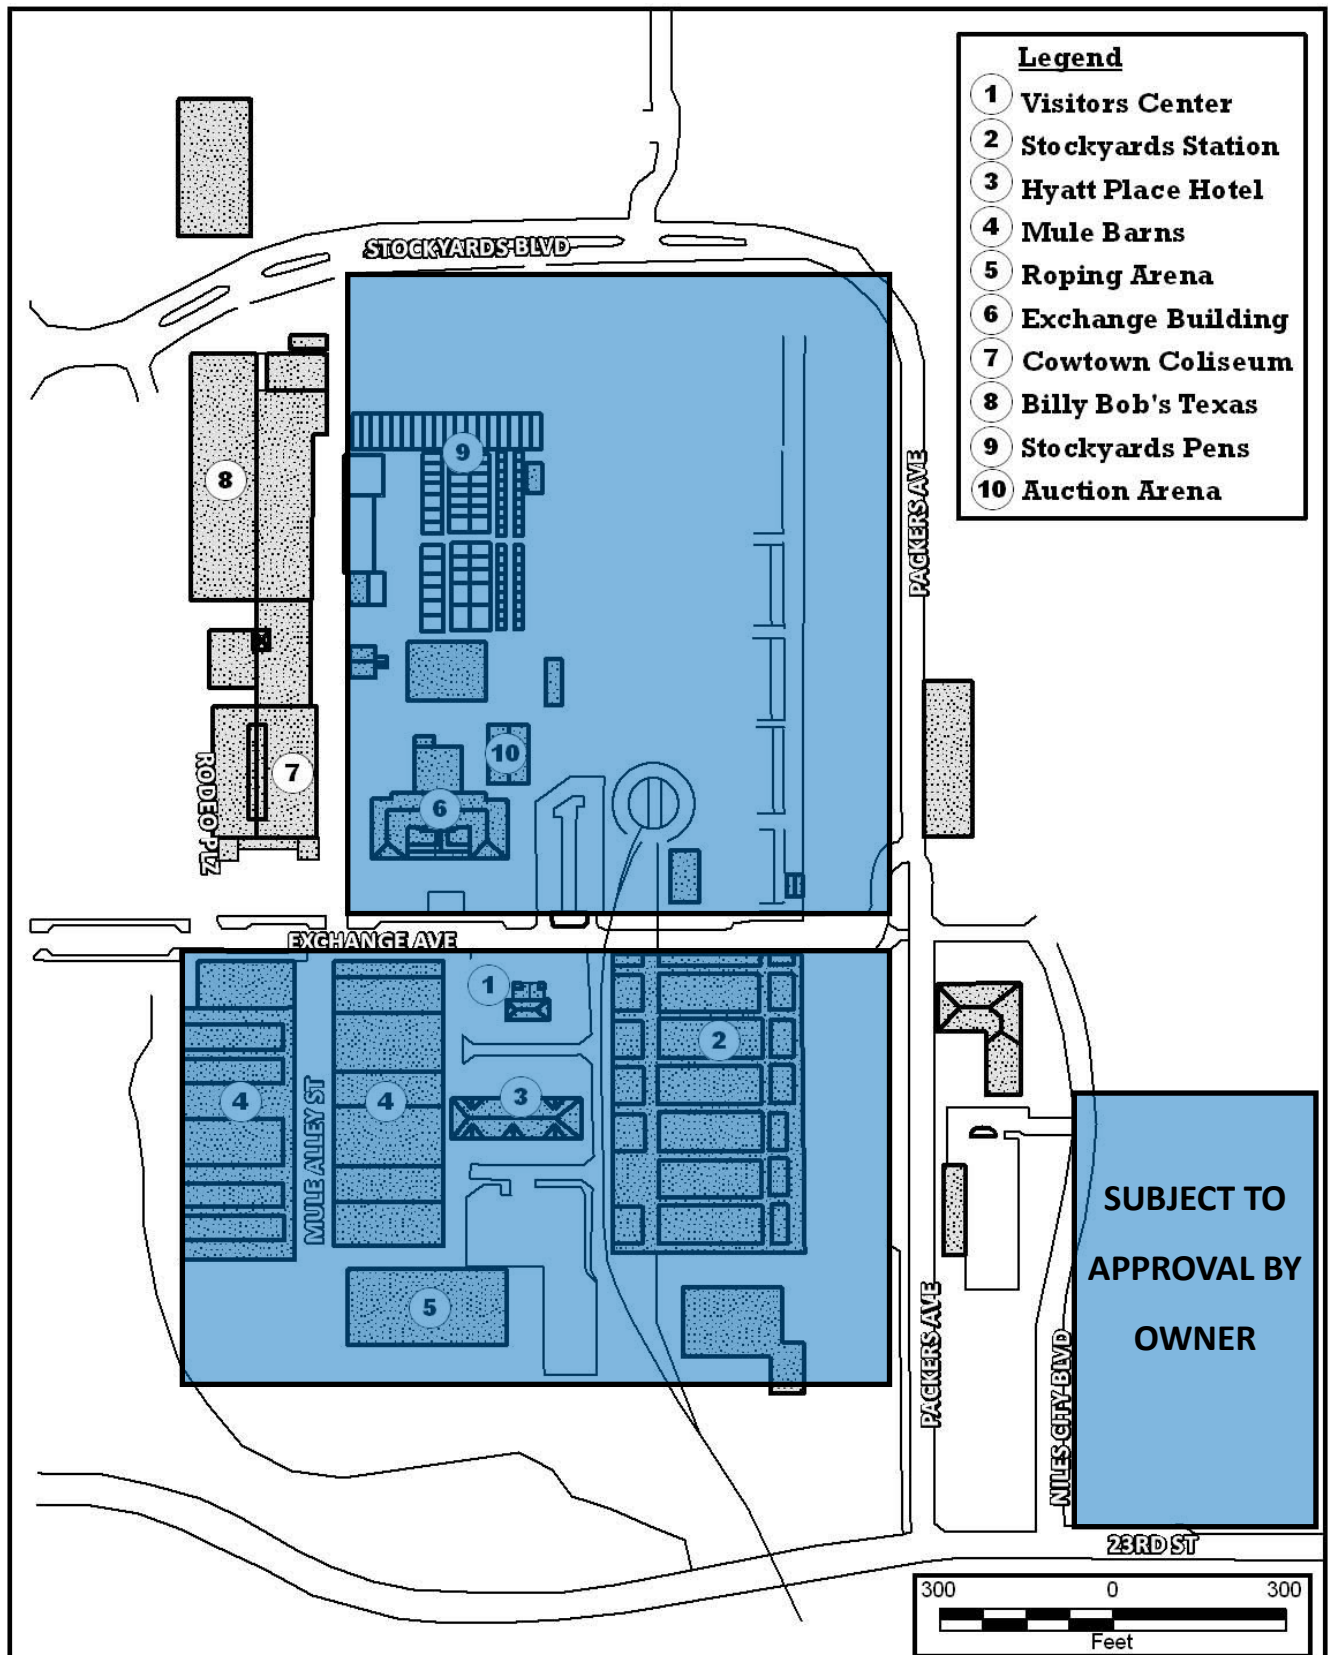 Legend
1 Visitors Center
2 Stockyards Station
3 Hyatt Place Hotel
4 Mule Barns
5 Roping Arena
6 Exchange Building
7 Cowtown Coliseum
8 Billy Bob's Texas
9 Stockyards Pens
10 Auction Arena
STOCKYARDS BLVD
PACKERS AVE
9
8
10
7
6
RODEO PLZ
EXCHANGE AVE
1
2
3
4
4
MULE ALLEY ST
5
SUBJECT TO
APPROVAL BY
OWNER
PACKERS AVE
NILES CITY BLVD
23RD ST
300 0 300
Feet